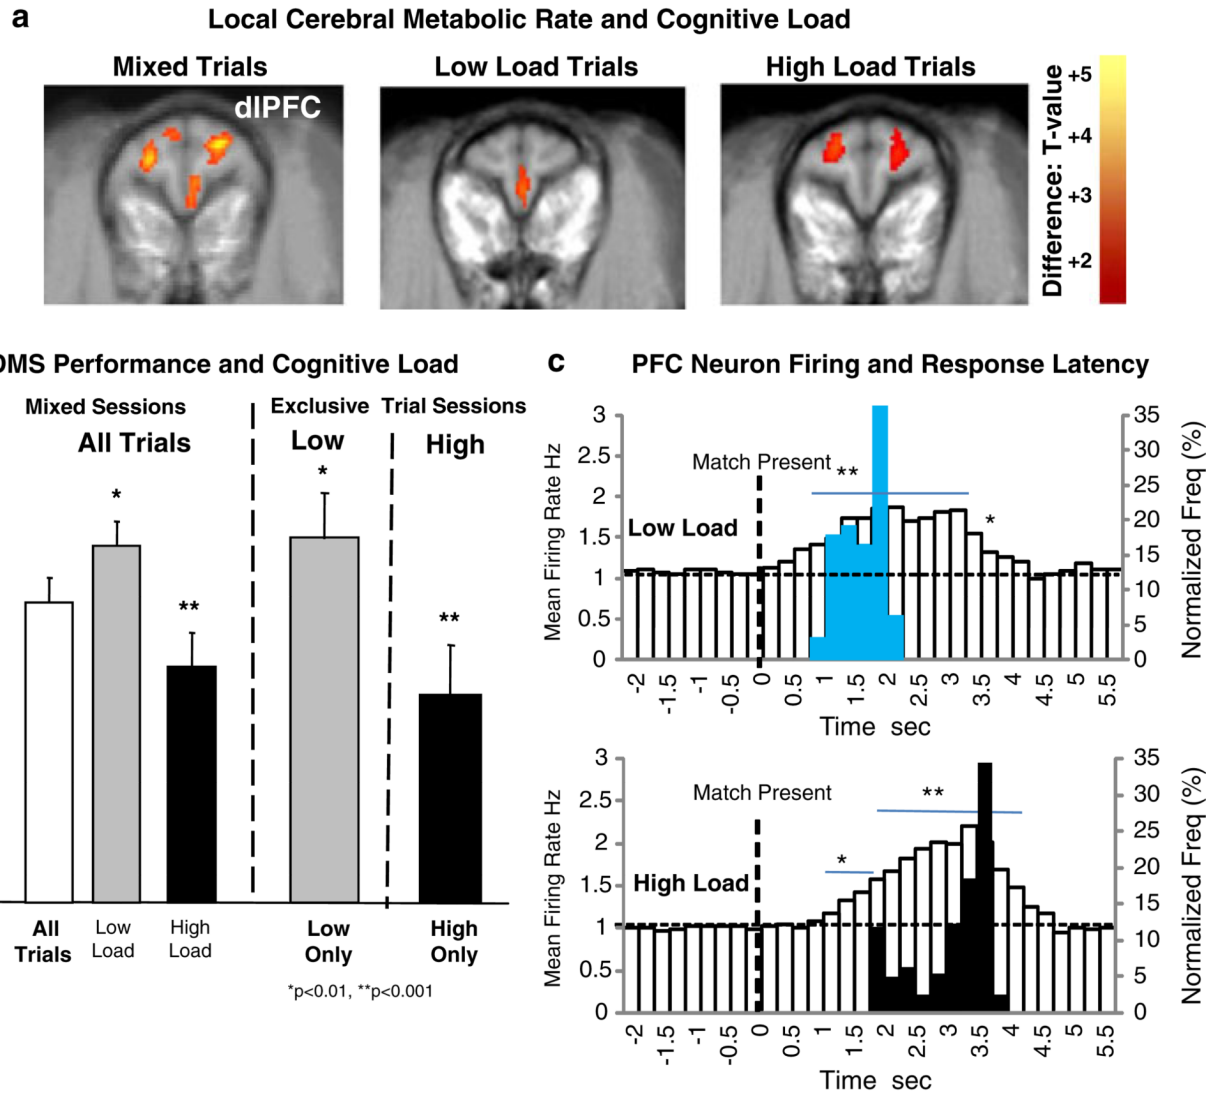 a
Local Cerebral Metabolic Rate and Cognitive Load
Mixed Trials
Low Load Trials
High Load Trials
dlPFC
Difference: T-value
+5
+4
+3
+2
DMS Performance and Cognitive Load
Mixed Sessions
Exclusive Trial Sessions
All Trials
Low
High
*
**
*
**
All Trials
Low Load
High Load
Low Only
High Only
*p<0.01, **p<0.001
c
PFC Neuron Firing and Response Latency
Mean Firing Rate Hz
3
2.5
2
1.5
1
0.5
0
Match Present
**
*
Low Load
35
30
25
20
15
10
5
0
Normalized Freq (%)
-2 -1.5 -1 -0.5 0 0.5 1 1.5 2 2.5 3 3.5 4 4.5 5 5.5
Time sec
Mean Firing Rate Hz
3
2.5
2
1.5
1
0.5
0
Match Present
**
*
High Load
35
30
25
20
15
10
5
0
Normalized Freq (%)
-2 -1.5 -1 -0.5 0 0.5 1 1.5 2 2.5 3 3.5 4 4.5 5 5.5
Time sec